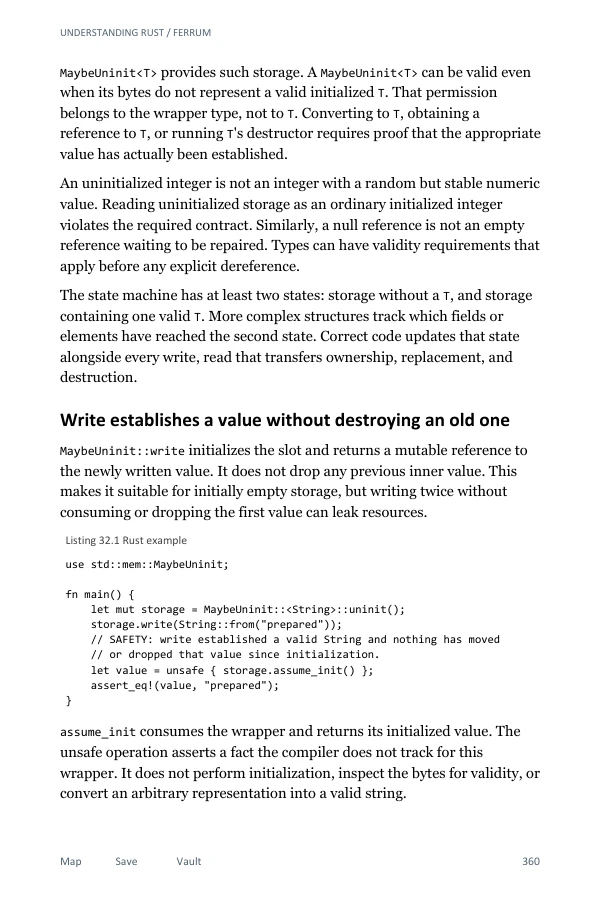 UNDERSTANDING RUST / FERRUM
MaybeUninit<T> provides such storage. A MaybeUninit<T> can be valid even
when its bytes do not represent a valid initialized T. That permission
belongs to the wrapper type, not to T. Converting to T, obtaining a
reference to T, or running T's destructor requires proof that the appropriate
value has actually been established.
An uninitialized integer is not an integer with a random but stable numeric
value. Reading uninitialized storage as an ordinary initialized integer
violates the required contract. Similarly, a null reference is not an empty
reference waiting to be repaired. Types can have validity requirements that
apply before any explicit dereference.
The state machine has at least two states: storage without a T, and storage
containing one valid T. More complex structures track which fields or
elements have reached the second state. Correct code updates that state
alongside every write, read that transfers ownership, replacement, and
destruction.
Write establishes a value without destroying an old one
MaybeUninit::write initializes the slot and returns a mutable reference to
the newly written value. It does not drop any previous inner value. This
makes it suitable for initially empty storage, but writing twice without
consuming or dropping the first value can leak resources.
Listing 32.1 Rust example
use std::mem::MaybeUninit;
fn main() {
    let mut storage = MaybeUninit::<String>::uninit();
    storage.write(String::from("prepared"));
    // SAFETY: write established a valid String and nothing has moved
    // or dropped that value since initialization.
    let value = unsafe { storage.assume_init() };
    assert_eq!(value, "prepared");
}
assume_init consumes the wrapper and returns its initialized value. The
unsafe operation asserts a fact the compiler does not track for this
wrapper. It does not perform initialization, inspect the bytes for validity, or
convert an arbitrary representation into a valid string.
Map Save Vault 360